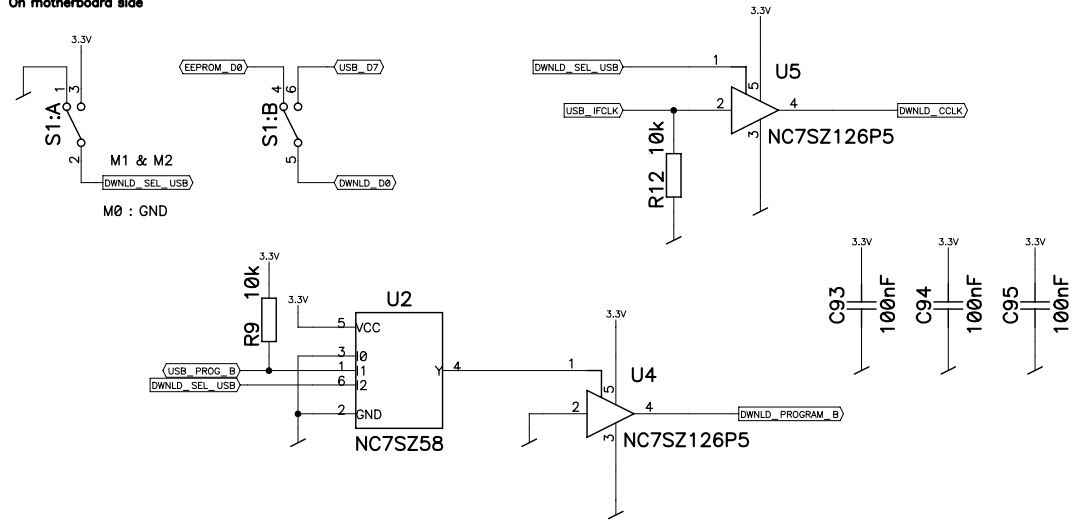 On motherboard side
3.3V
1
3
S1:A
2
M1 & M2
DWNLD_SEL_USB
M0 : GND
EEPROM_D0
USB_D7
4
6
S1:B
5
DWNLD_D0
3.3V
DWNLD_SEL_USB
1
5
U5
USB_IFCLK
2
4
DWNLD_CCLK
3
NC7SZ126P5
R12 10k
3.3V
R9 10k
3.3V
U2
5 VCC
3 I0
USB_PROG_B
1 I1
Y 4
DWNLD_SEL_USB
6 I2
2 GND
NC7SZ58
3.3V
1
5
U4
2
4
DWNLD_PROGRAM_B
3
NC7SZ126P5
3.3V
C93
100nF
3.3V
C94
100nF
3.3V
C95
100nF